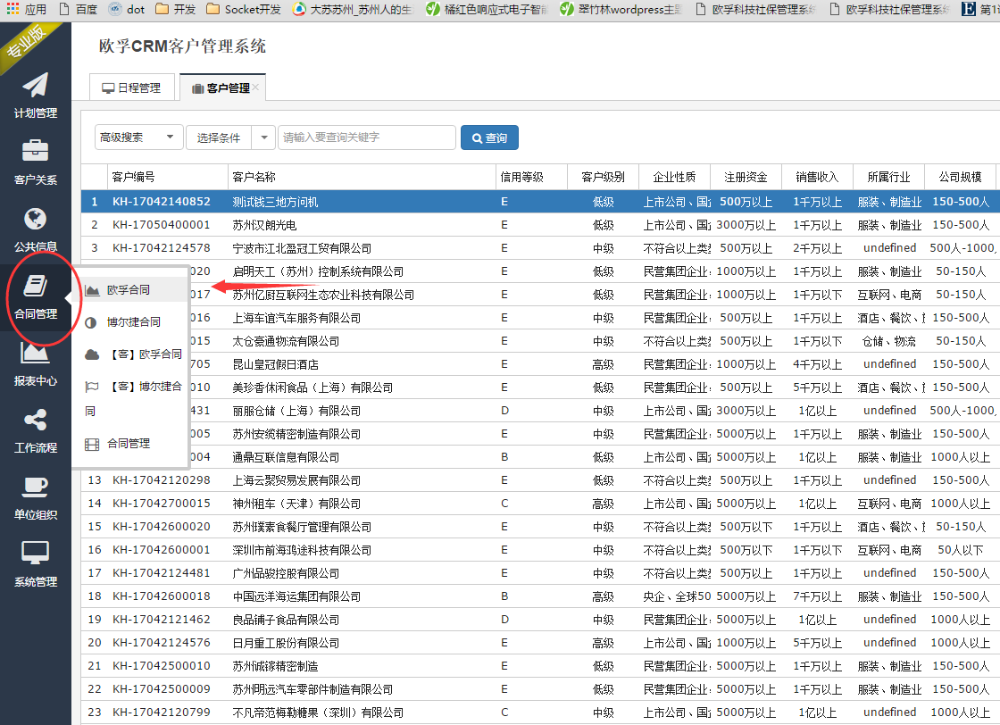 应用 百度 dot 开发 Socket开发 大苏苏州_苏州人的生 橘红色响应式电子智能 翠竹林wordpress主题 欧孚科技社保管理系统 欧孚科技社保管理系统 第1
专业版
欧孚CRM客户管理系统
日程管理 客户管理
计划管理
客户关系
公共信息
合同管理
报表中心
工作流程
单位组织
系统管理
高级搜索 选择条件 请输入要查询关键字 查询
客户编号 客户名称 信用等级 客户级别 企业性质 注册资金 销售收入 所属行业 公司规模
1 KH-17042140852 测试钱三地方问机 E 低级 上市公司、国 500万以上 1千万以上 服装、制造业 150-500人
2 KH-17050400001 苏州汉朗光电 E 低级 上市公司、国 3000万以上 1千万以上 服装、制造业 150-500人
3 KH-17042124578 宁波市江北盈冠工贸有限公司 E 中级 不符合以上类 500万以上 2千万以上 undefined 500人-1000
020 启明天工（苏州）控制系统有限公司 E 低级 民营集团企业 1000万以上 1千万以上 服装、制造业 50-150人
017 苏州亿厨互联网生态农业科技有限公司 E 低级 民营集团企业 1000万以上 1千万以下 互联网、电商 50-150人
016 上海车谊汽车服务有限公司 E 中级 不符合以上类 500万以上 1千万以下 酒店、餐饮、 150-500人
015 太仓豪通物流有限公司 E 中级 不符合以上类 500万以上 1千万以下 仓储、物流 50-150人
705 昆山皇冠假日酒店 E 高级 民营集团企业 1000万以上 4千万以上 undefined 150-500人
010 美珍香休闲食品（上海）有限公司 E 低级 民营集团企业 500万以上 5千万以上 酒店、餐饮、 150-500人
431 丽服仓储（上海）有限公司 D 中级 上市公司、国 3000万以上 1亿以上 undefined 500人-1000
005 苏州安缆精密制造有限公司 E 中级 民营集团企业 5000万以上 1千万以上 服装、制造业 150-500人
004 通鼎互联信息有限公司 B 低级 上市公司、国 5000万以上 1亿以上 服装、制造业 1000人以上
欧孚合同
博尔捷合同
【客】欧孚合同
【客】博尔捷合
同
合同管理
13 KH-17042120298 上海云聚贸易发展有限公司 E 低级 不符合以上类 500万以上 1千万以上 undefined 150-500人
14 KH-17042700015 神州租车（天津）有限公司 C 高级 上市公司、国 5000万以上 1亿以上 互联网、电商 1000人以上
15 KH-17042600020 苏州璞素食餐厅管理有限公司 E 中级 不符合以上类 500万以下 1千万以下 酒店、餐饮、 50-150人
16 KH-17042600001 深圳市前海鸿途科技有限公司 E 中级 不符合以上类 500万以下 1千万以下 互联网、电商 50人以下
17 KH-17042124481 广州品骏控股有限公司 E 中级 不符合以上类 500万以上 1千万以上 undefined 150-500人
18 KH-17042600018 中国远洋海运集团有限公司 B 高级 央企、全球50 5000万以上 7千万以上 服装、制造业 150-500人
19 KH-17042121462 良品铺子食品有限公司 D 中级 民营集团企业 5000万以上 1亿以上 undefined 1000人以上
20 KH-17042124576 日月重工股份有限公司 E 高级 上市公司、国 1000万以上 5千万以上 undefined 1000人以上
21 KH-17042500010 苏州诚镓精密制造 E 低级 民营集团企业 5000万以上 1千万以上 服装、制造业 150-500人
22 KH-17042500009 苏州明远汽车零部件制造有限公司 E 低级 民营集团企业 5000万以上 1千万以上 服装、制造业 150-500人
23 KH-17042120799 不凡帝范梅勒糖果（深圳）有限公司 C 中级 上市公司、国 5000万以上 1亿以上 undefined 1000人以上